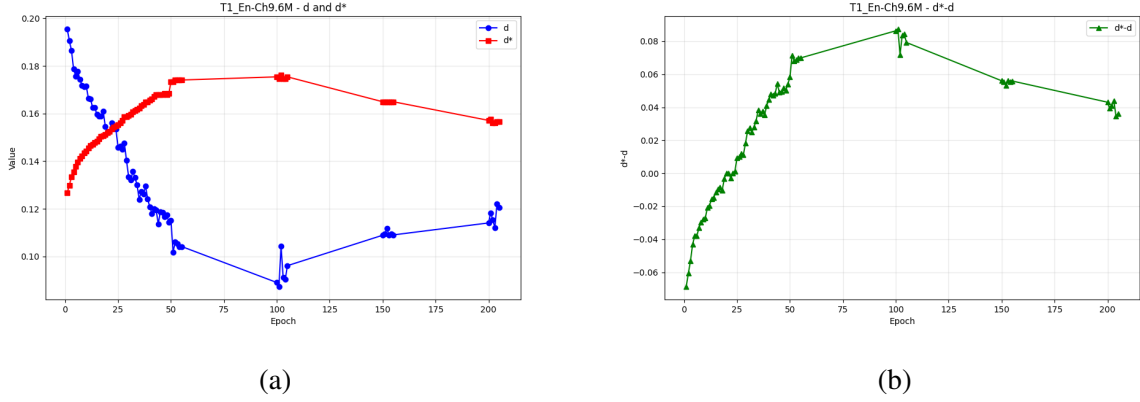 T1_En-Ch9.6M - d and d*
d
d*
Value
0.20
0.18
0.16
0.14
0.12
0.10
0
25
50
75
100
125
150
175
200
Epoch
(a)
T1_En-Ch9.6M - d*-d
d*-d
d*-d
0.08
0.06
0.04
0.02
0.00
−0.02
−0.04
−0.06
0
25
50
75
100
125
150
175
200
Epoch
(b)